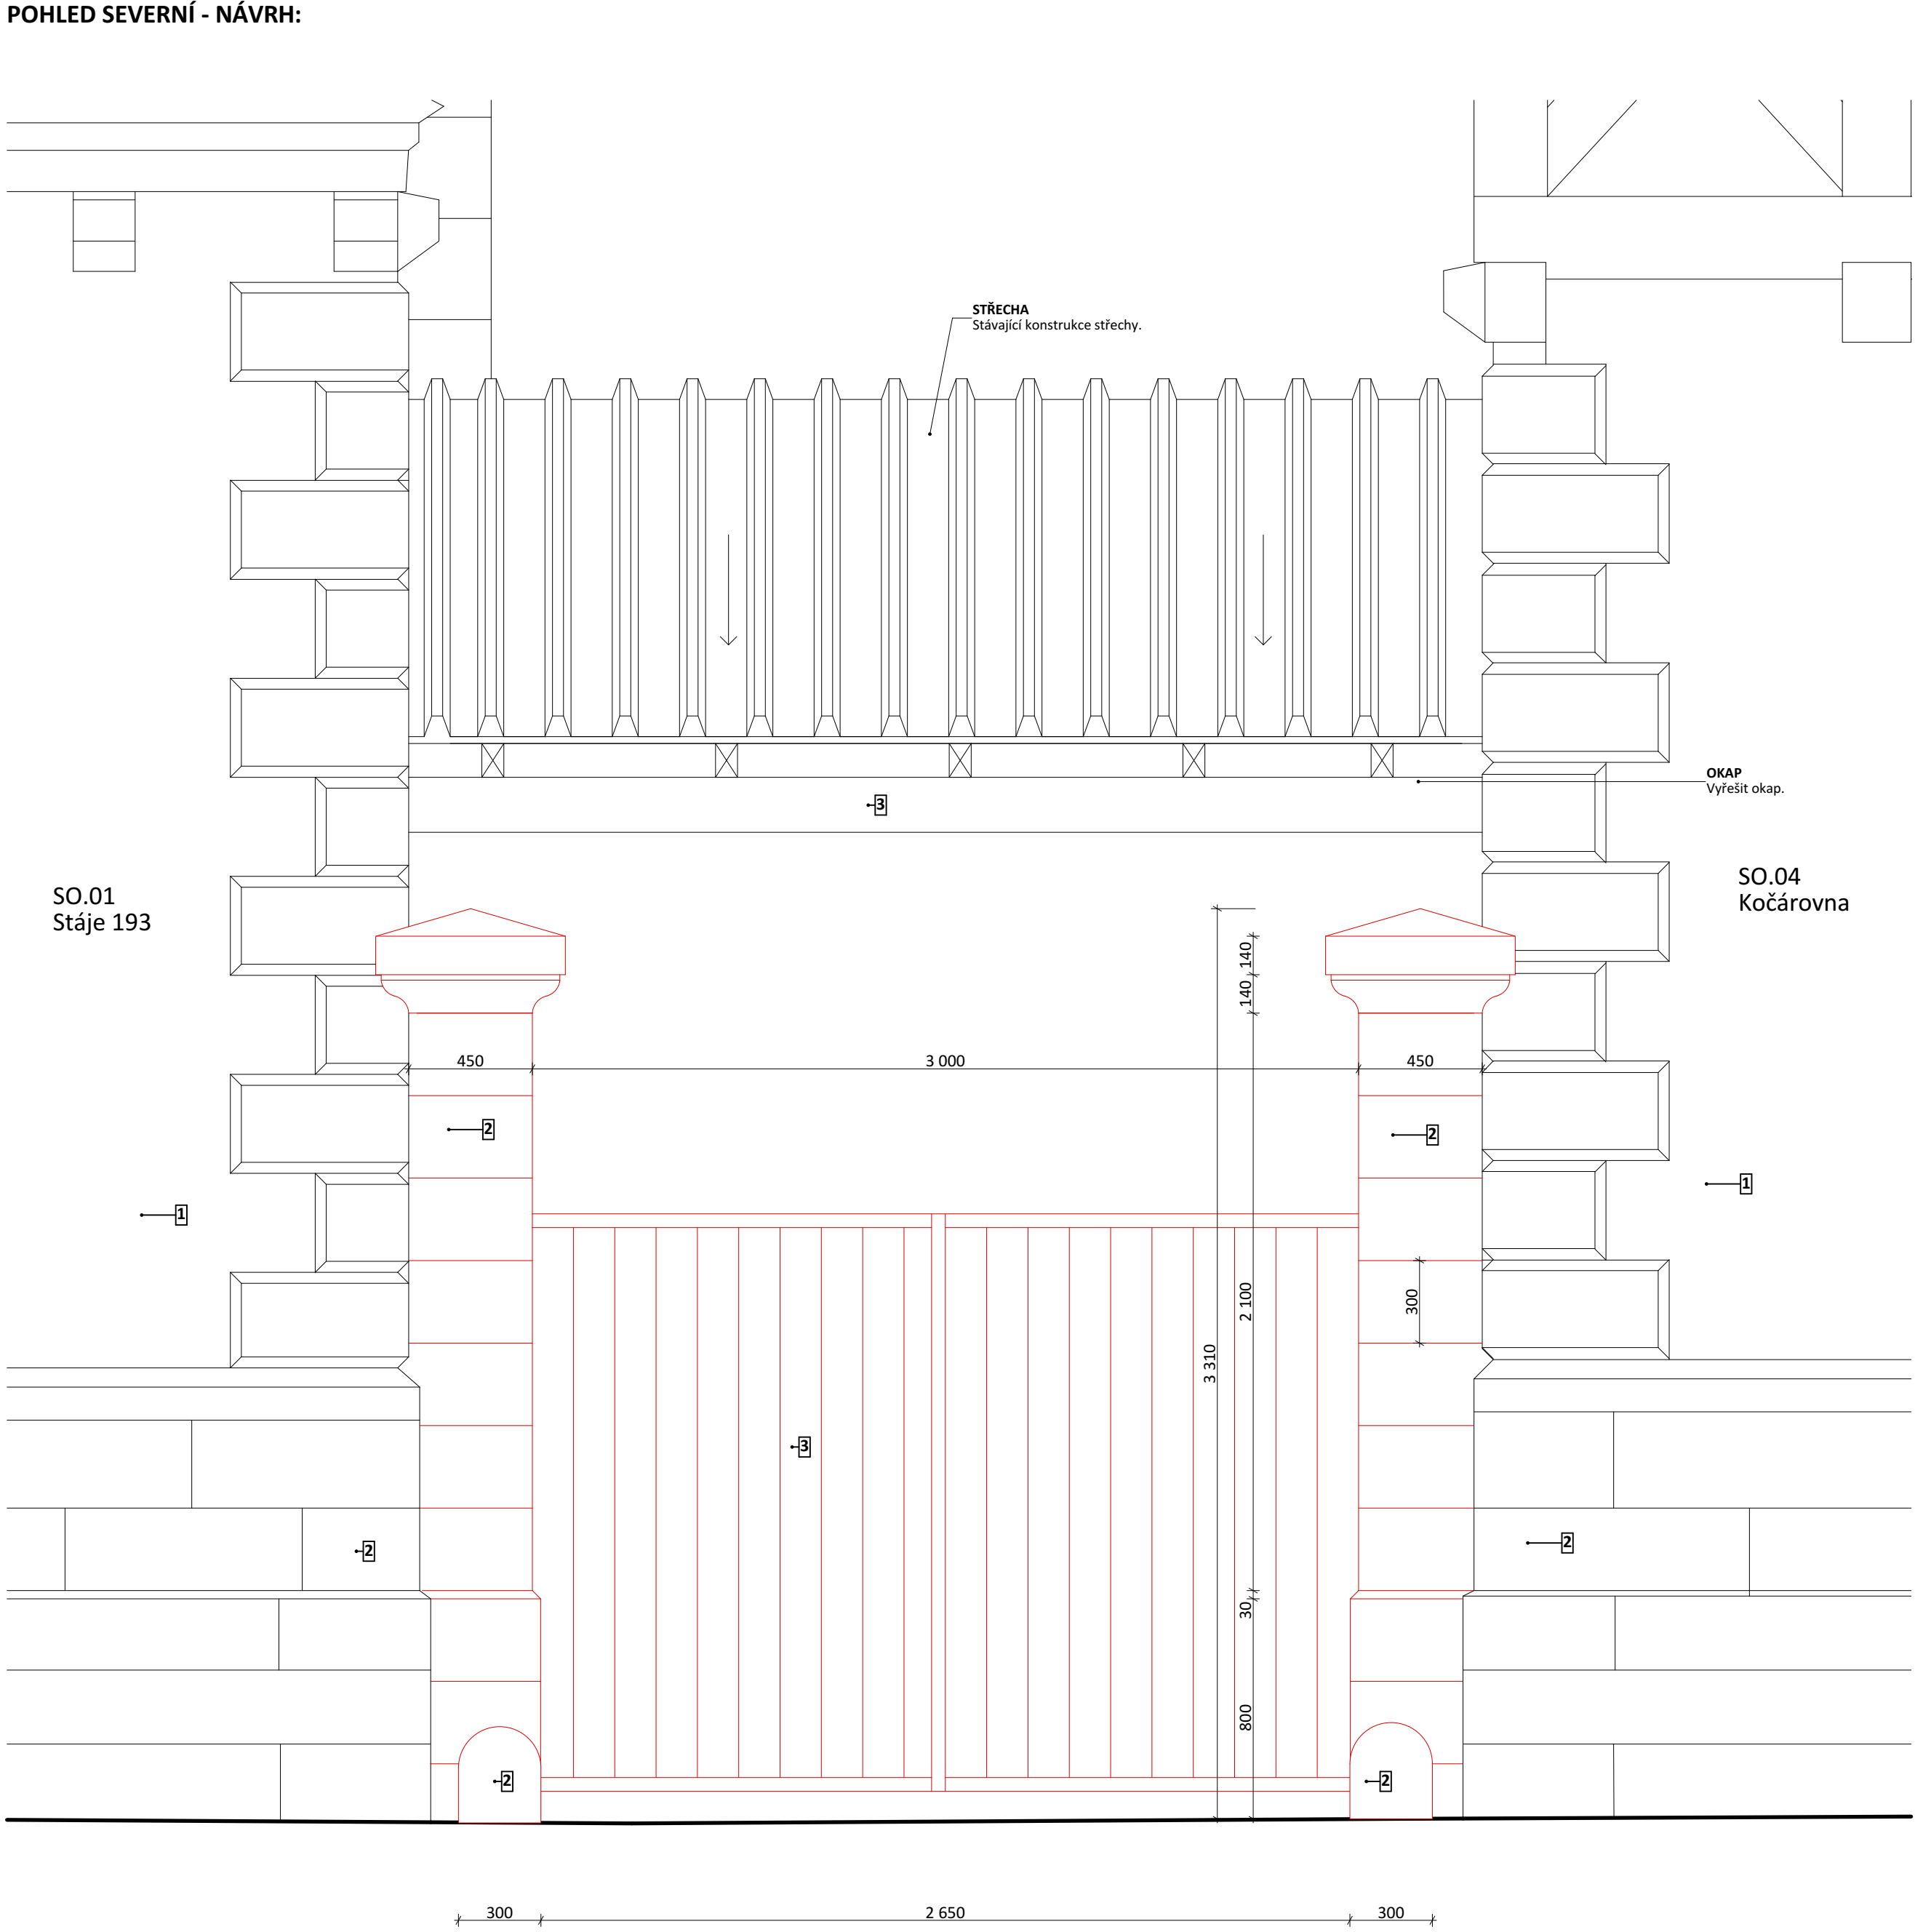 POHLED SEVERNÍ - NÁVRH:
STŘECHA
Stávající konstrukce střechy.
OKAP
Vyřešit okap.
3
SO.01
Stáje 193
SO.04
Kočárovna
140
140
450
3 000
450
2
2
1
1
300
2 100
3 310
3
2
2
30
800
2
2
300
2 650
300